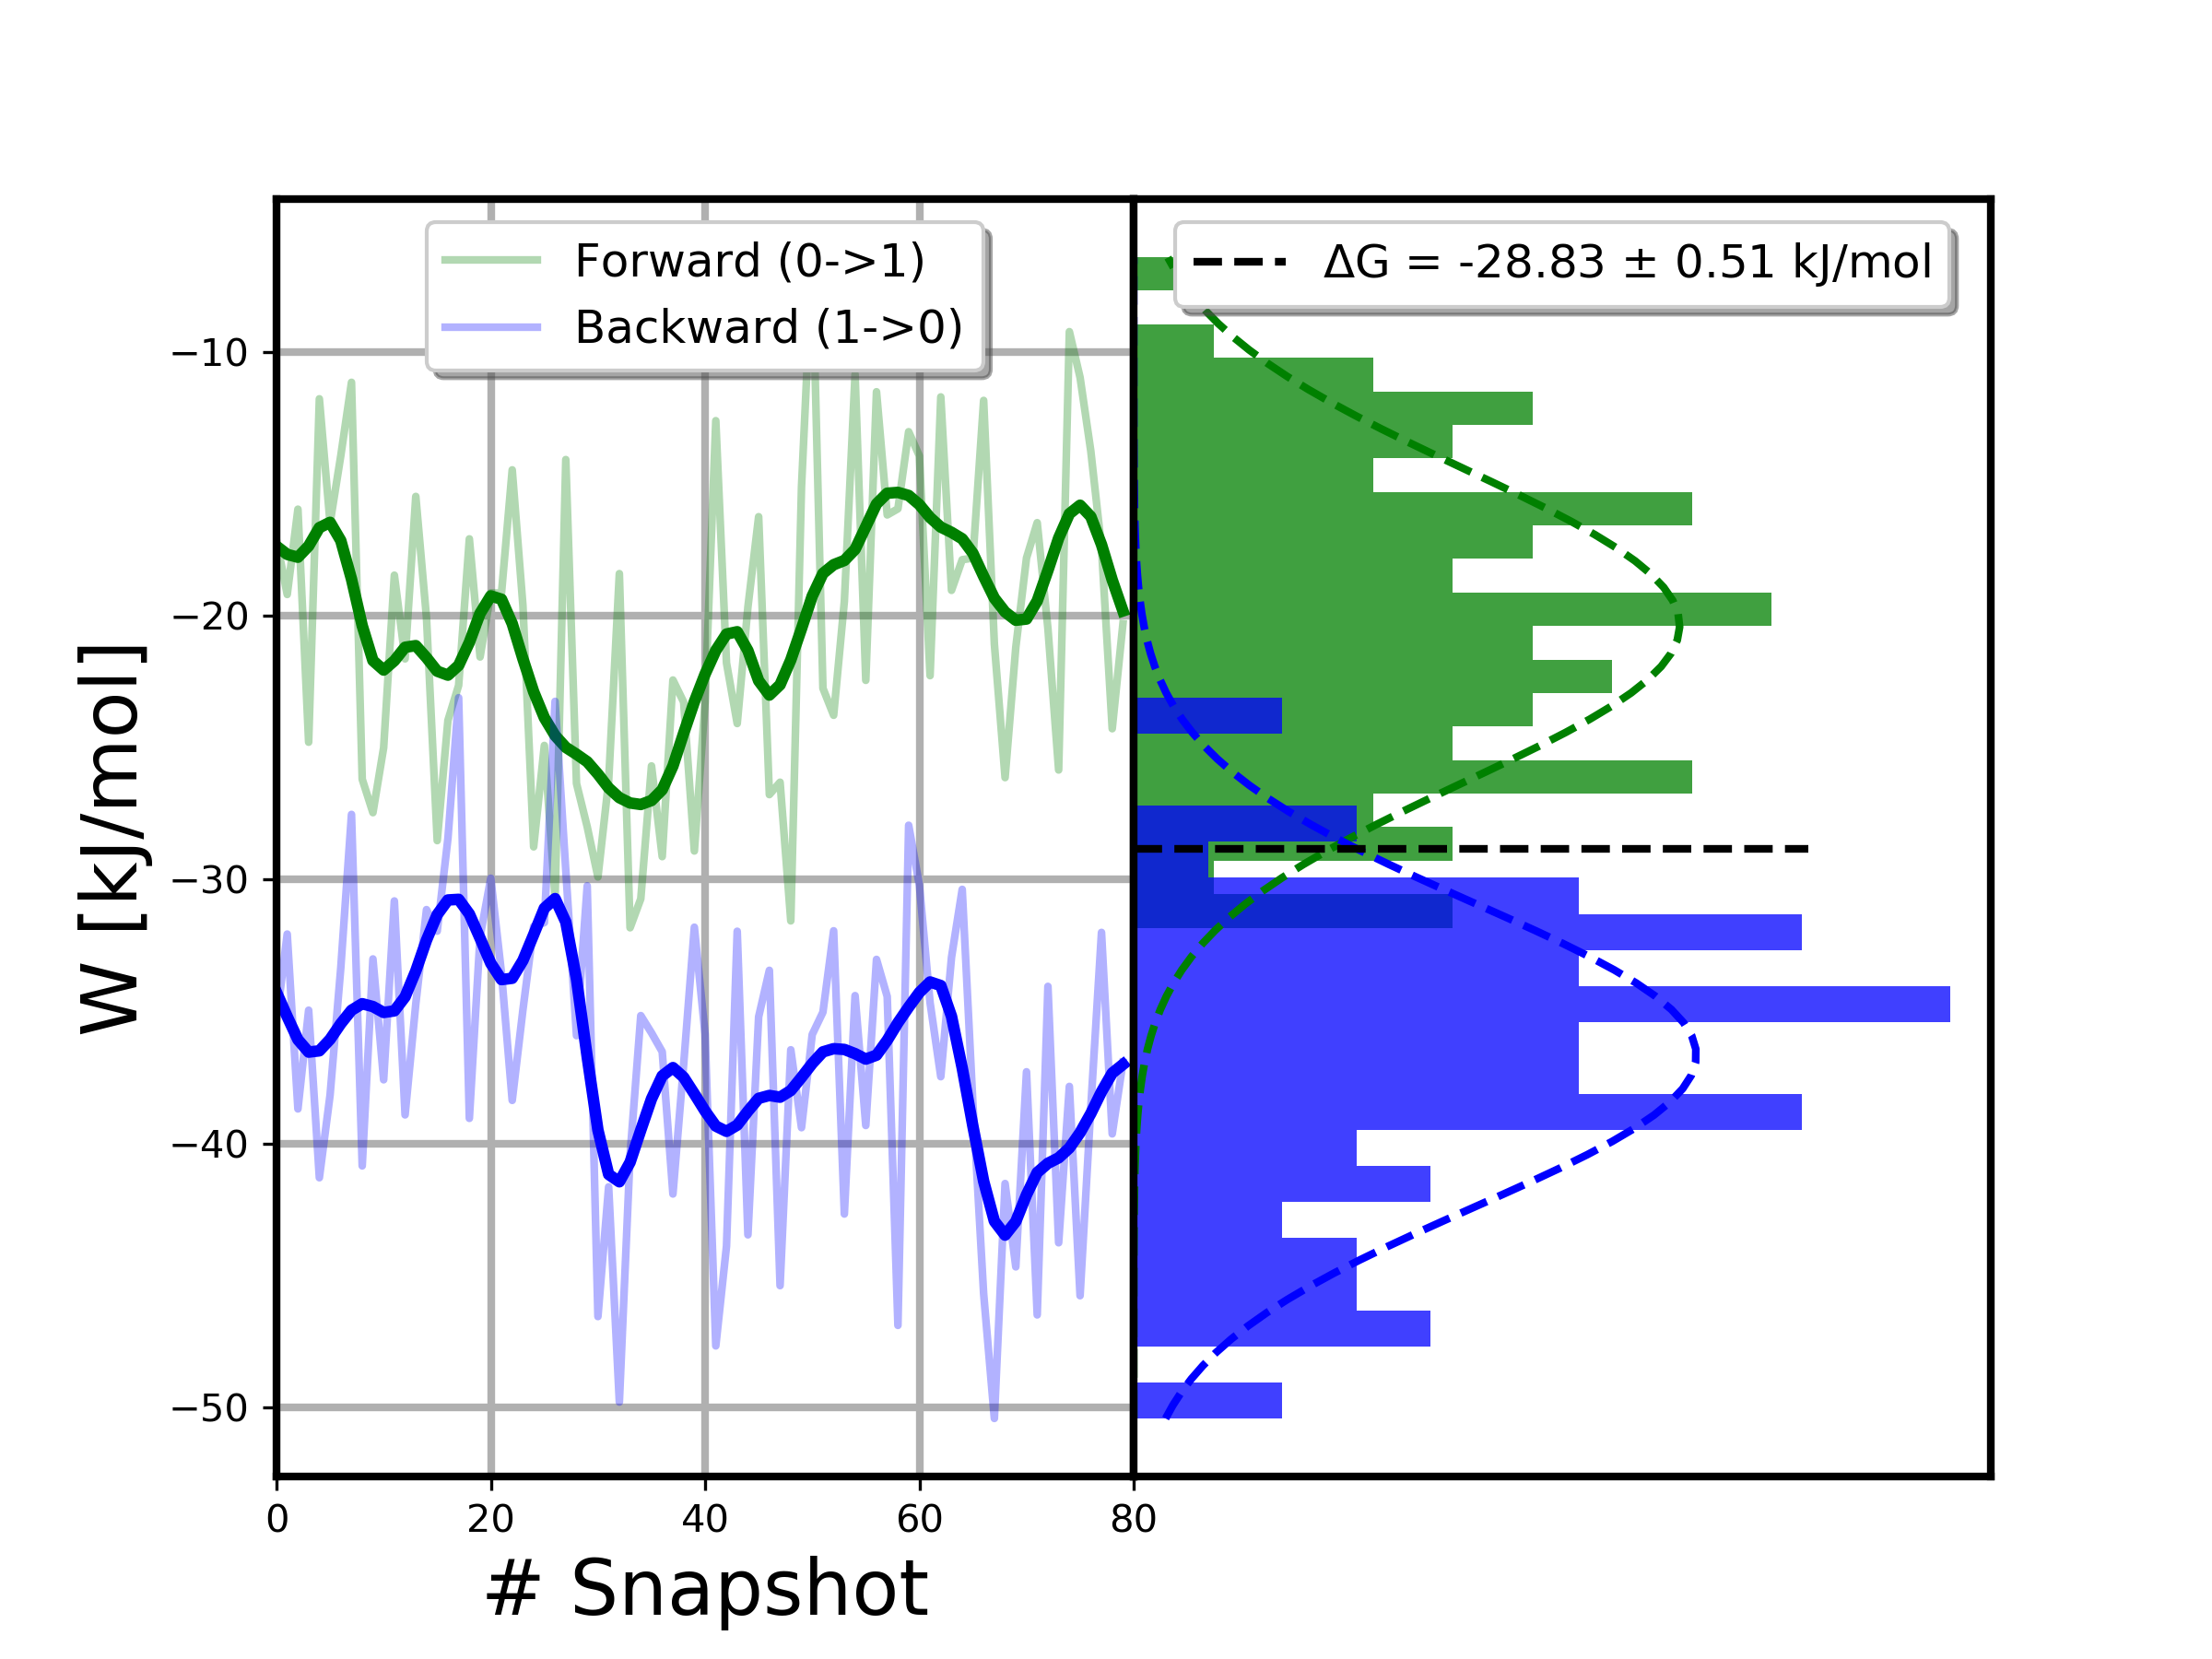 Forward (0->1)
Backward (1->0)
ΔG = -28.83 ± 0.51 kJ/mol
−10
−20
−30
−40
−50
W [kJ/mol]
0 20 40 60 80
# Snapshot